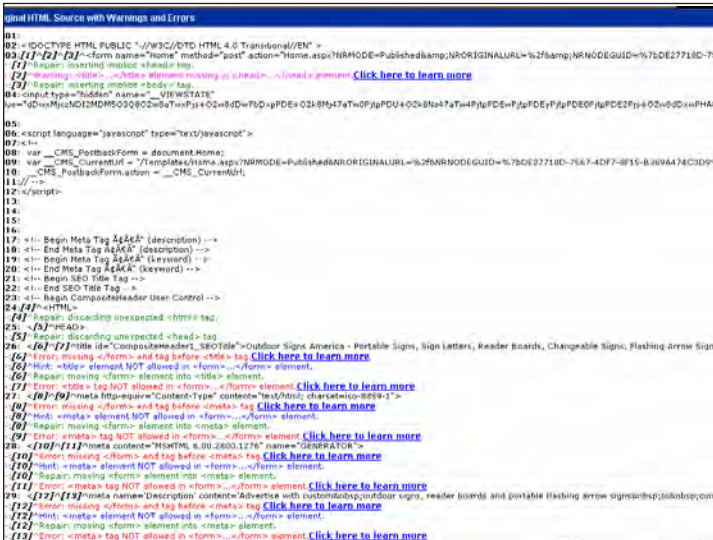 ginal HTML Source with Warnings and Errors
01:
02: <!DOCTYPE HTML PUBLIC "-//W3C//DTD HTML 4.0 Transitional//EN" >
03:[1]^[2]^[3]^<form name="Home" method="post" action="Home.aspx?NRMODE=Published&amp;NRORIGINALURL=%2f&amp;NRNODEGUID=%7bDE27718D-7
[1]^Repair: inserting implicit <head> tag.
[2]^Warning: <title>...</title> element missing in <head>...</head> element.Click here to learn more
[3]^Repair: inserting implicit <body> tag.
04:<input type="hidden" name="__VIEWSTATE"
05:
06:<script language="javascript" type="text/javascript">
07:<!--
08: var __CMS_PostbackForm = document.Home;
09: var __CMS_CurrentUrl = "/Templates/Home.aspx?NRMODE=Published&NRORIGINALURL=%2f&NRNODEGUID=%7bDE27718D-7567-4DF7-8F15-
10: __CMS_PostbackForm.action = __CMS_CurrentUrl;
11:// -->
12:</script>
13:
14:
15:
16:
17: <!-- Begin Meta Tag (description) -->
18: <!-- End Meta Tag (description) -->
19: <!-- Begin Meta Tag (keyword) -->
20: <!-- End Meta Tag (keyword) -->
21: <!-- Begin SEO Title Tag -->
22: <!-- End SEO Title Tag -->
23: <!-- Begin CompositeHeader User Control -->
24:[4]^<HTML>
[4]^Repair: discarding unexpected <html> tag.
25: <[5]^HEAD>
[5]^Repair: discarding unexpected <head> tag.
26: <[6]^[7]^title id="CompositeHeader1_SEOTitle">Outdoor Signs America - Portable Signs, Sign Letters, Reader Boards, Changeable Signs, Flashing Arrow Sign
[6]^Error: missing </form> end tag before <title> tag.Click here to learn more
[6]^Hint: <title> element NOT allowed in <form>...</form> element.
[6]^Repair: moving <form> element into <title> element.
[7]^Error: <title> tag NOT allowed in <form>...</form> element.Click here to learn more
27: <[8]^[9]^meta http-equiv="Content-Type" content="text/html; charset=iso-8859-1">
[8]^Error: missing </form> end tag before <meta> tag.Click here to learn more
[8]^Hint: <meta> element NOT allowed in <form>...</form> element.
[8]^Repair: moving <form> element into <meta> element.
[9]^Error: <meta> tag NOT allowed in <form>...</form> element.Click here to learn more
28: <[10]^[11]^meta content="MSHTML 6.00.2800.1276" name="GENERATOR">
[10]^Error: missing </form> end tag before <meta> tag.Click here to learn more
[10]^Hint: <meta> element NOT allowed in <form>...</form> element.
[10]^Repair: moving <form> element into <meta> element.
[11]^Error: <meta> tag NOT allowed in <form>...</form> element.Click here to learn more
29: <[12]^[13]^meta name='Description' content='Advertise with custom&nbsp;outdoor signs, reader boards and portable flashing arrow signs&nbsp;to&nbsp;com
[12]^Error: missing </form> end tag before <meta> tag.Click here to learn more
[12]^Hint: <meta> element NOT allowed in <form>...</form> element.
[12]^Repair: moving <form> element into <meta> element.
[13]^Error: <meta> tag NOT allowed in <form>...</form> element.Click here to learn more